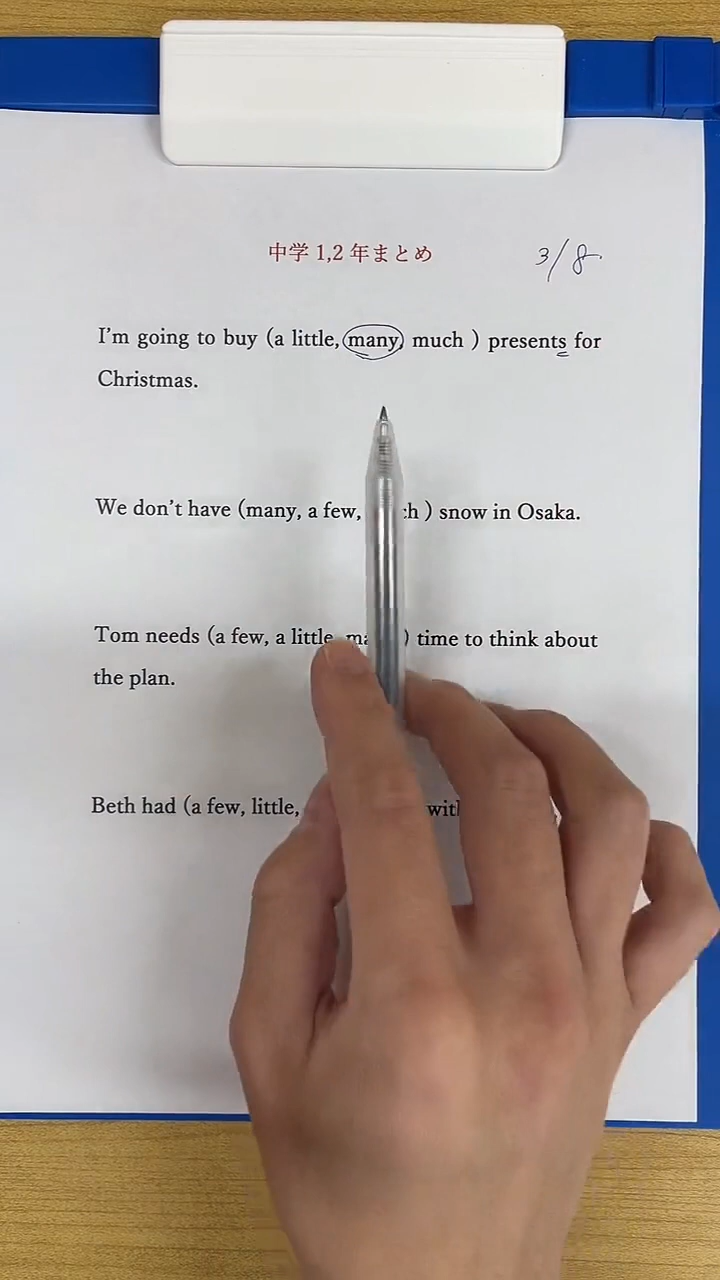 中学 1,2 年まとめ
3/8.
I'm going to buy (a little, many, much ) presents for
Christmas.
We don't have (many, a few, ) snow in Osaka.
Tom needs (a few, a little, ) time to think about
the plan.
Beth had (a few, little,